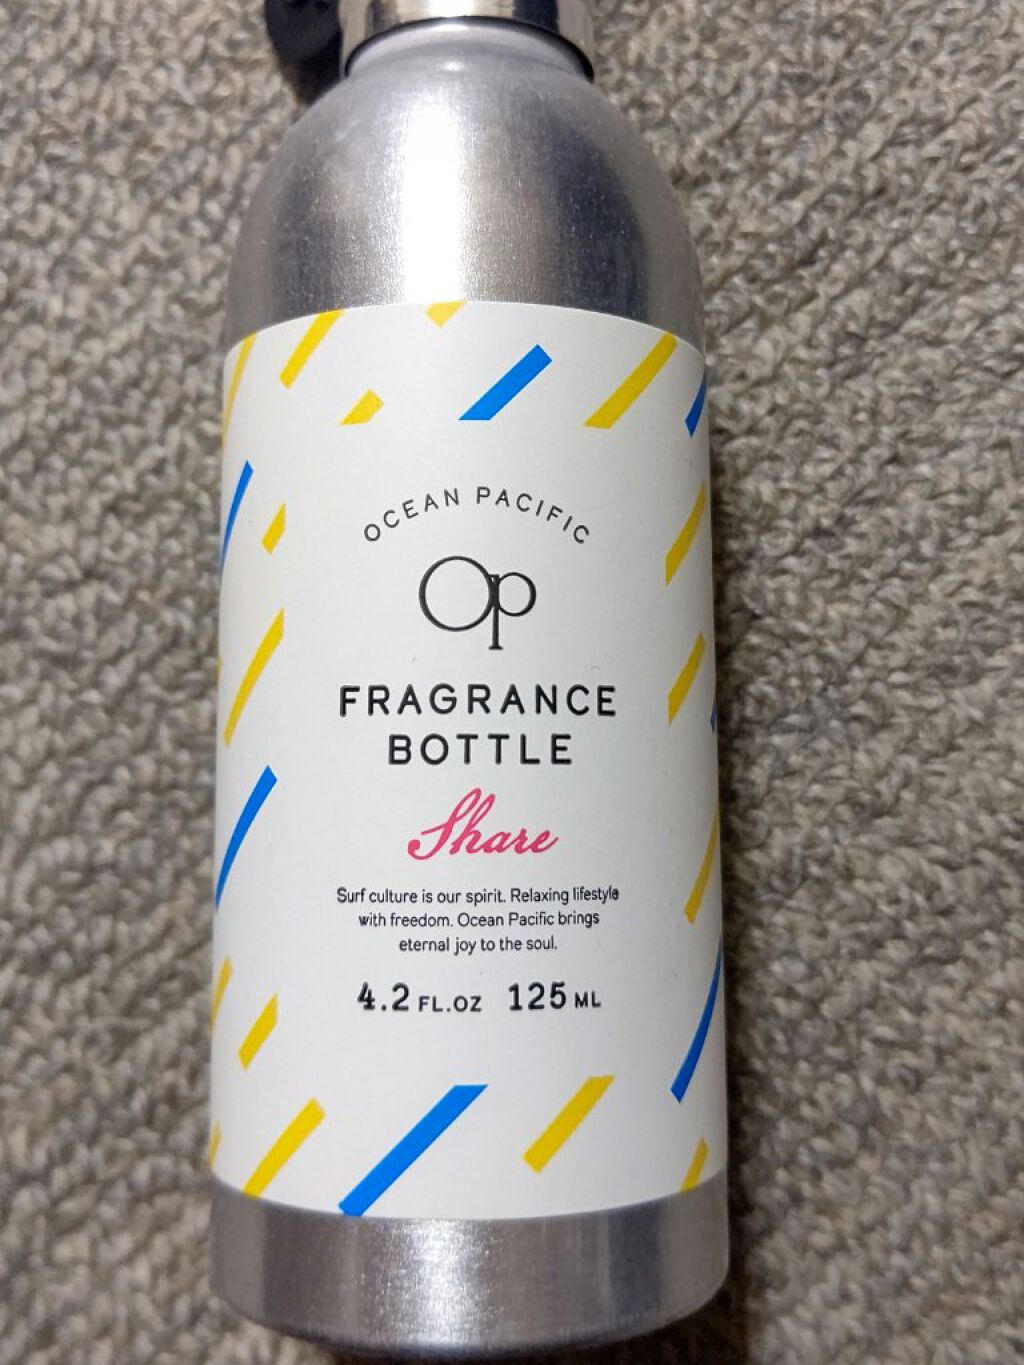 OCEAN PACIFIC
Op
FRAGRANCE
BOTTLE
Share
Surf culture is our spirit. Relaxing lifestyle
with freedom. Ocean Pacific brings
eternal joy to the soul.
4.2 FL.OZ 125 ML